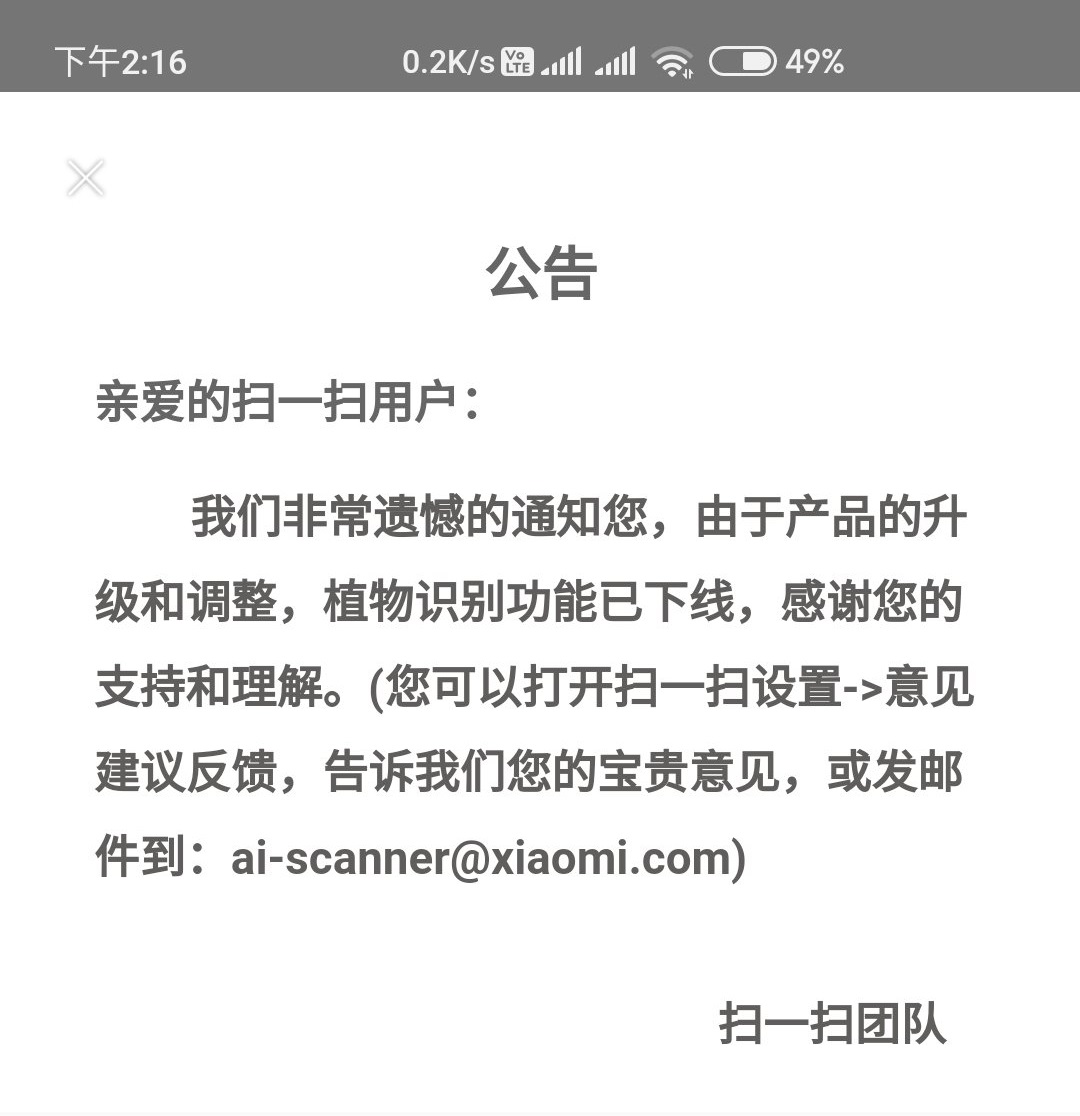 下午2:16 0.2K/s VoLTE 49%
公告
亲爱的扫一扫用户：
我们非常遗憾的通知您，由于产品的升
级和调整，植物识别功能已下线，感谢您的
支持和理解。(您可以打开扫一扫设置->意见
建议反馈，告诉我们您的宝贵意见，或发邮
件到：ai-scanner@xiaomi.com)
扫一扫团队